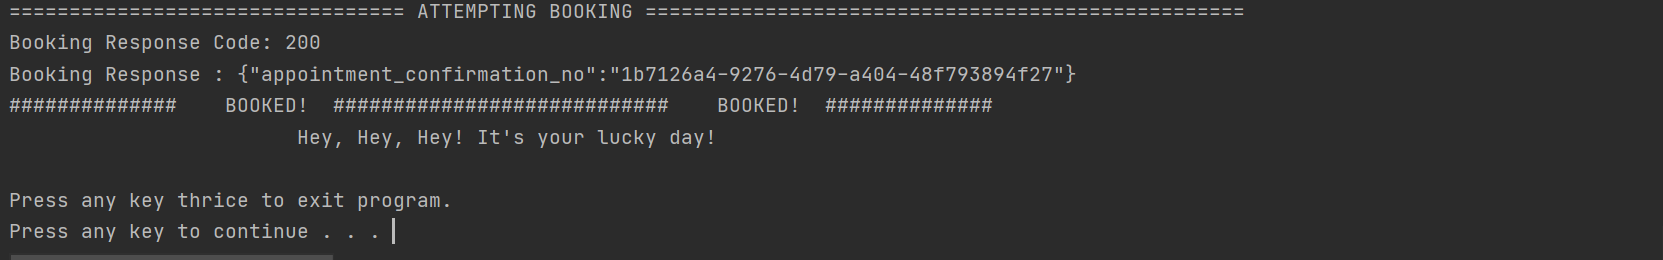 ================================= ATTEMPTING BOOKING ==================================================
Booking Response Code: 200
Booking Response : {"appointment_confirmation_no":"1b7126a4-9276-4d79-a404-48f793894f27"}
##############    BOOKED!  ############################    BOOKED!  ##############
                        Hey, Hey, Hey! It's your lucky day!
Press any key thrice to exit program.
Press any key to continue . . .